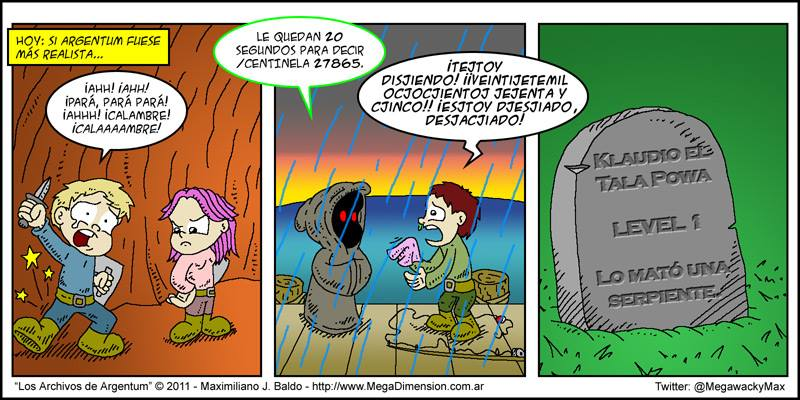 HOY: SI ARGENTUM FUESE
MÁS REALISTA...
¡AHH! ¡AHH!
¡PARÁ, PARÁ PARÁ!
¡AHHH! ¡CALAMBRE!
¡CALAAAAMBRE!
LE QUEDAN 20
SEGUNDOS PARA DECIR
/CENTINELA 27865.
¡TEJTOY
DISJIENDO! ¡¡VEINTIJETEMIL
OCJOCJIENTOJ JEJENTA Y
CJINCO!! ¡ESJTOY DJESJIADO,
DESJACJIADO!
KLAUDIO EL
TALA POWA
LEVEL 1
LO MATÓ UNA
SERPIENTE.
"Los Archivos de Argentum" © 2011 - Maximiliano J. Baldo - http://www.MegaDimension.com.ar
Twitter: @MegawackyMax